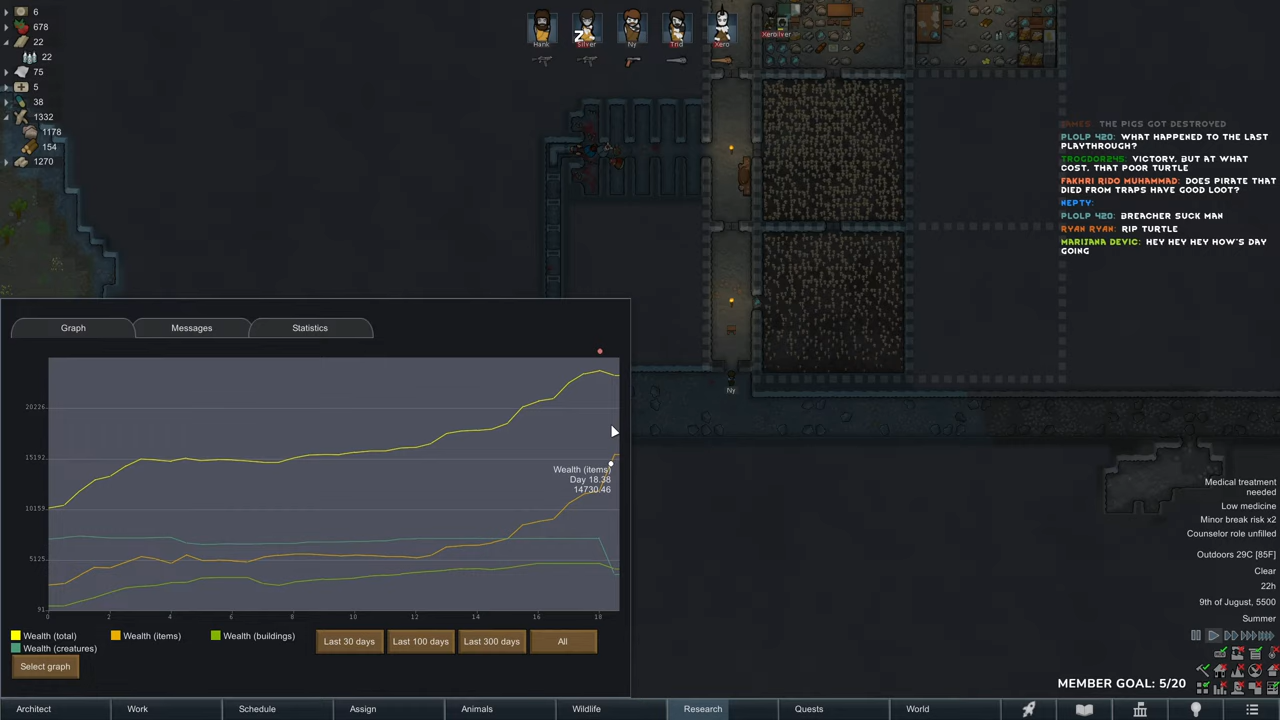 6
678
22
22
75
5
38
1332
1178
154
1270
Hank
Silver
Ny
Trid
Xero
THE PIGS GOT DESTROYED
PLOLP 420: WHAT HAPPENED TO THE LAST
PLAYTHROUGH?
TROGDOR245: VICTORY, BUT AT WHAT
COST, THAT POOR TURTLE
FAKHRI RIDO MUHAMMAD: DOES PIRATE THAT
DIED FROM TRAPS HAVE GOOD LOOT?
NEPTY:
PLOLP 420: BREACHER SUCK MAN
RYAN RYAN: RIP TURTLE
MARIJANA DEVIC: HEY HEY HEY HOW'S DAY
GOING
Ny
Graph
Messages
Statistics
20226
15192
10159
5125
91
0
2
4
6
8
10
12
14
16
18
Wealth (items)
Day 18.38
14730.46
Wealth (total)
Wealth (items)
Wealth (buildings)
Wealth (creatures)
Last 30 days
Last 100 days
Last 300 days
All
Select graph
Medical treatment
needed
Low medicine
Minor break risk x2
Counselor role unfilled
Outdoors 29C [85F]
Clear
22h
9th of Jugust, 5500
Summer
MEMBER GOAL: 5/20
Architect
Work
Schedule
Assign
Animals
Wildlife
Research
Quests
World